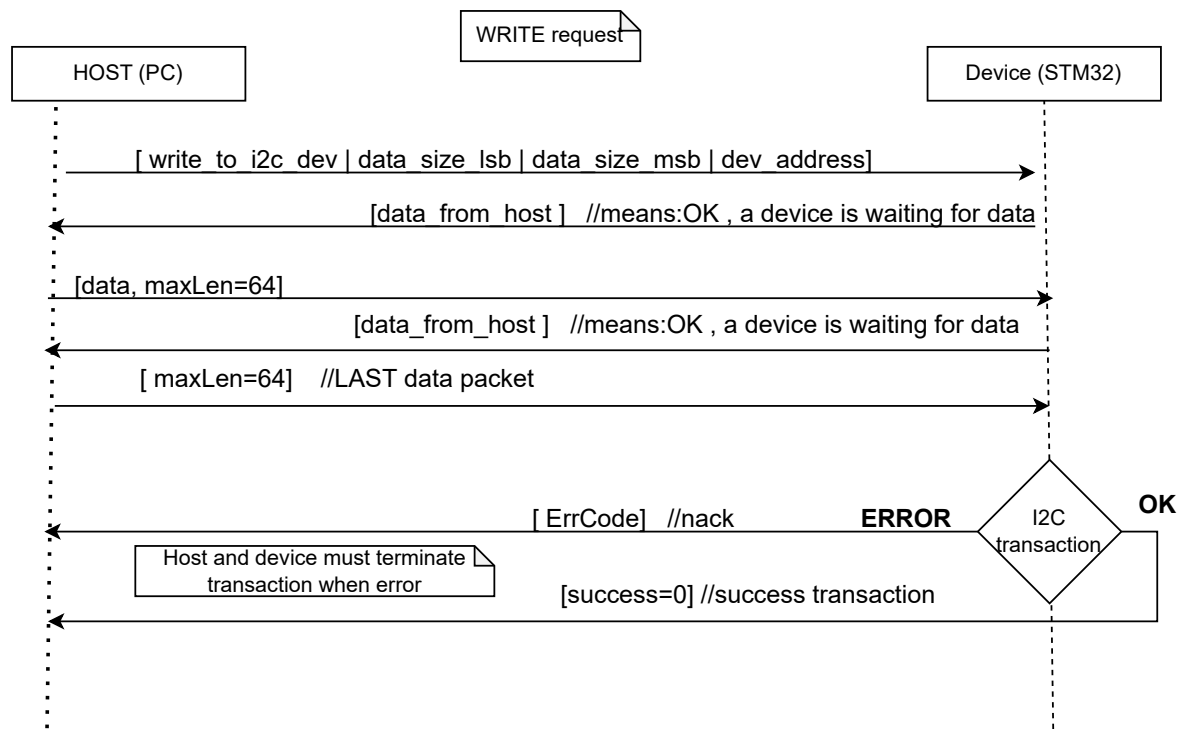 WRITE request
HOST (PC)
Device (STM32)
[ write_to_i2c_dev | data_size_lsb | data_size_msb | dev_address]
[data_from_host ]   //means:OK , a device is waiting for data
[data, maxLen=64]
[data_from_host ]   //means:OK , a device is waiting for data
[ maxLen=64]    //LAST data packet
OK
[ ErrCode]   //nack
ERROR
I2C
transaction
Host and device must terminate
transaction when error
[success=0] //success transaction